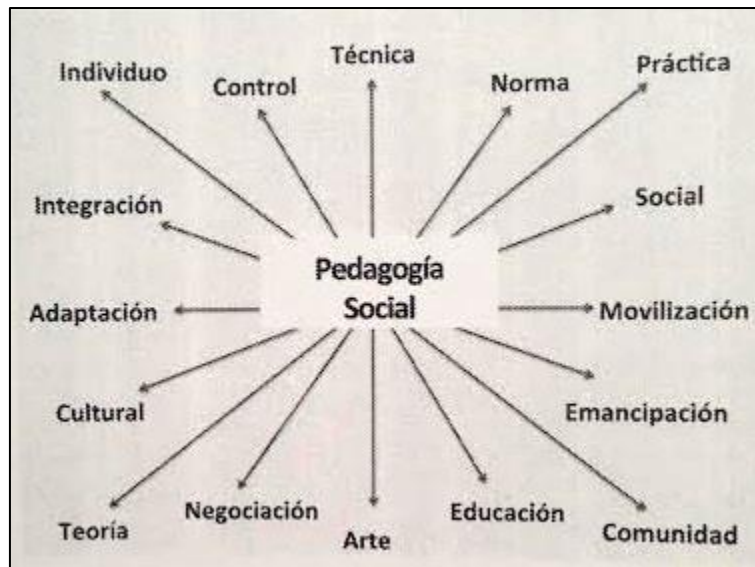 Técnica
Individuo
Control
Norma
Práctica
Integración
Social
Pedagogía
Social
Adaptación
Movilización
Cultural
Emancipación
Teoría
Negociación
Arte
Educación
Comunidad